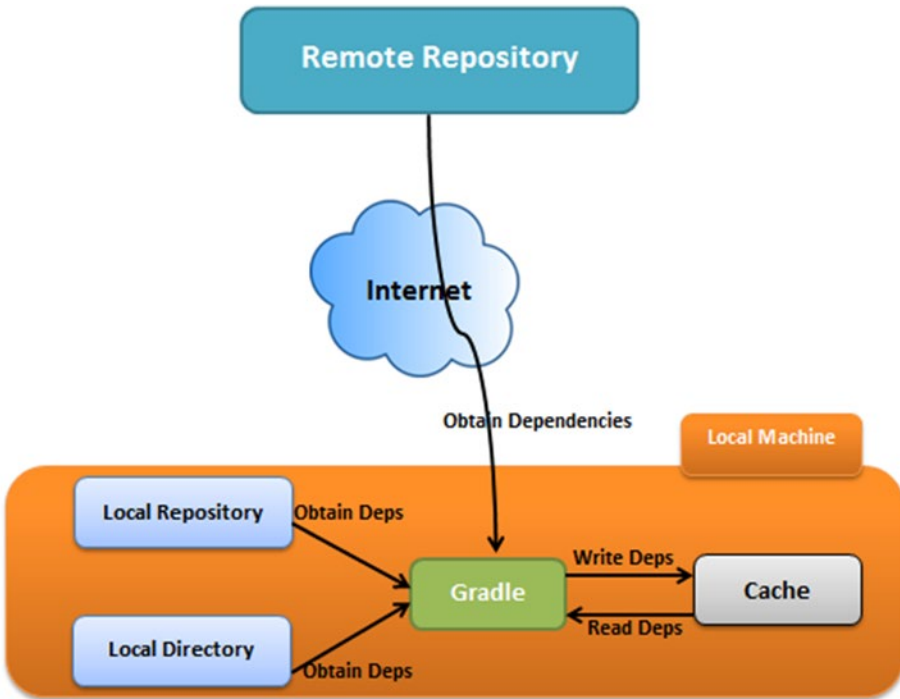 Remote Repository
Internet
Obtain Dependencies
Local Machine
Local Repository
Obtain Deps
Write Deps
Gradle
Cache
Read Deps
Local Directory
Obtain Deps